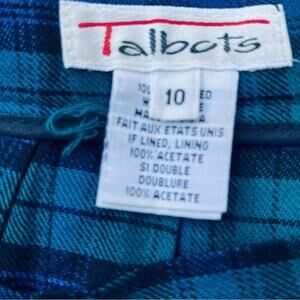 Talbots
10
FAIT AUX ETATS UNIS
IF LINED, LINING
100% ACETATE
SI DOUBLE
DOUBLURE
100% ACETATE